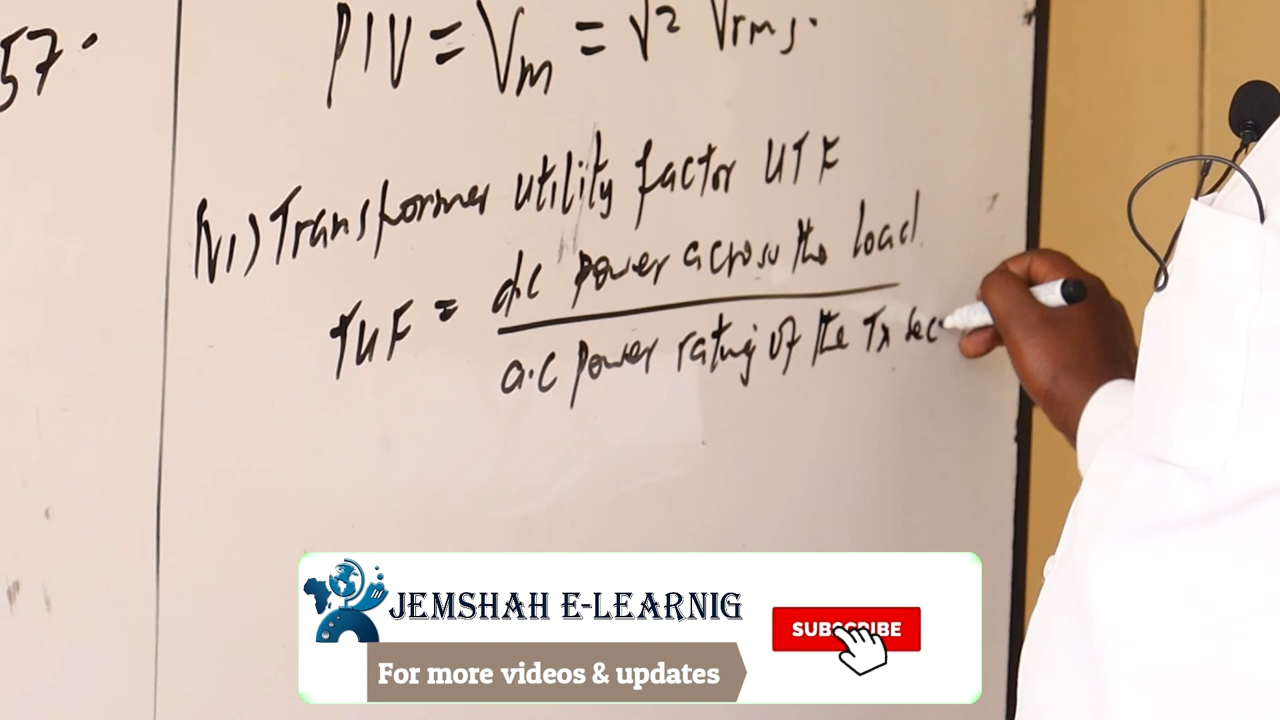 57.
PIV = Vm = √2 Vrms.
(VI) Transformer utility factor UTF
TUF = d.c power across the load
a.c power rating of the Tx sec
JEMSHAH E-LEARNIG
SUBSCRIBE
For more videos & updates